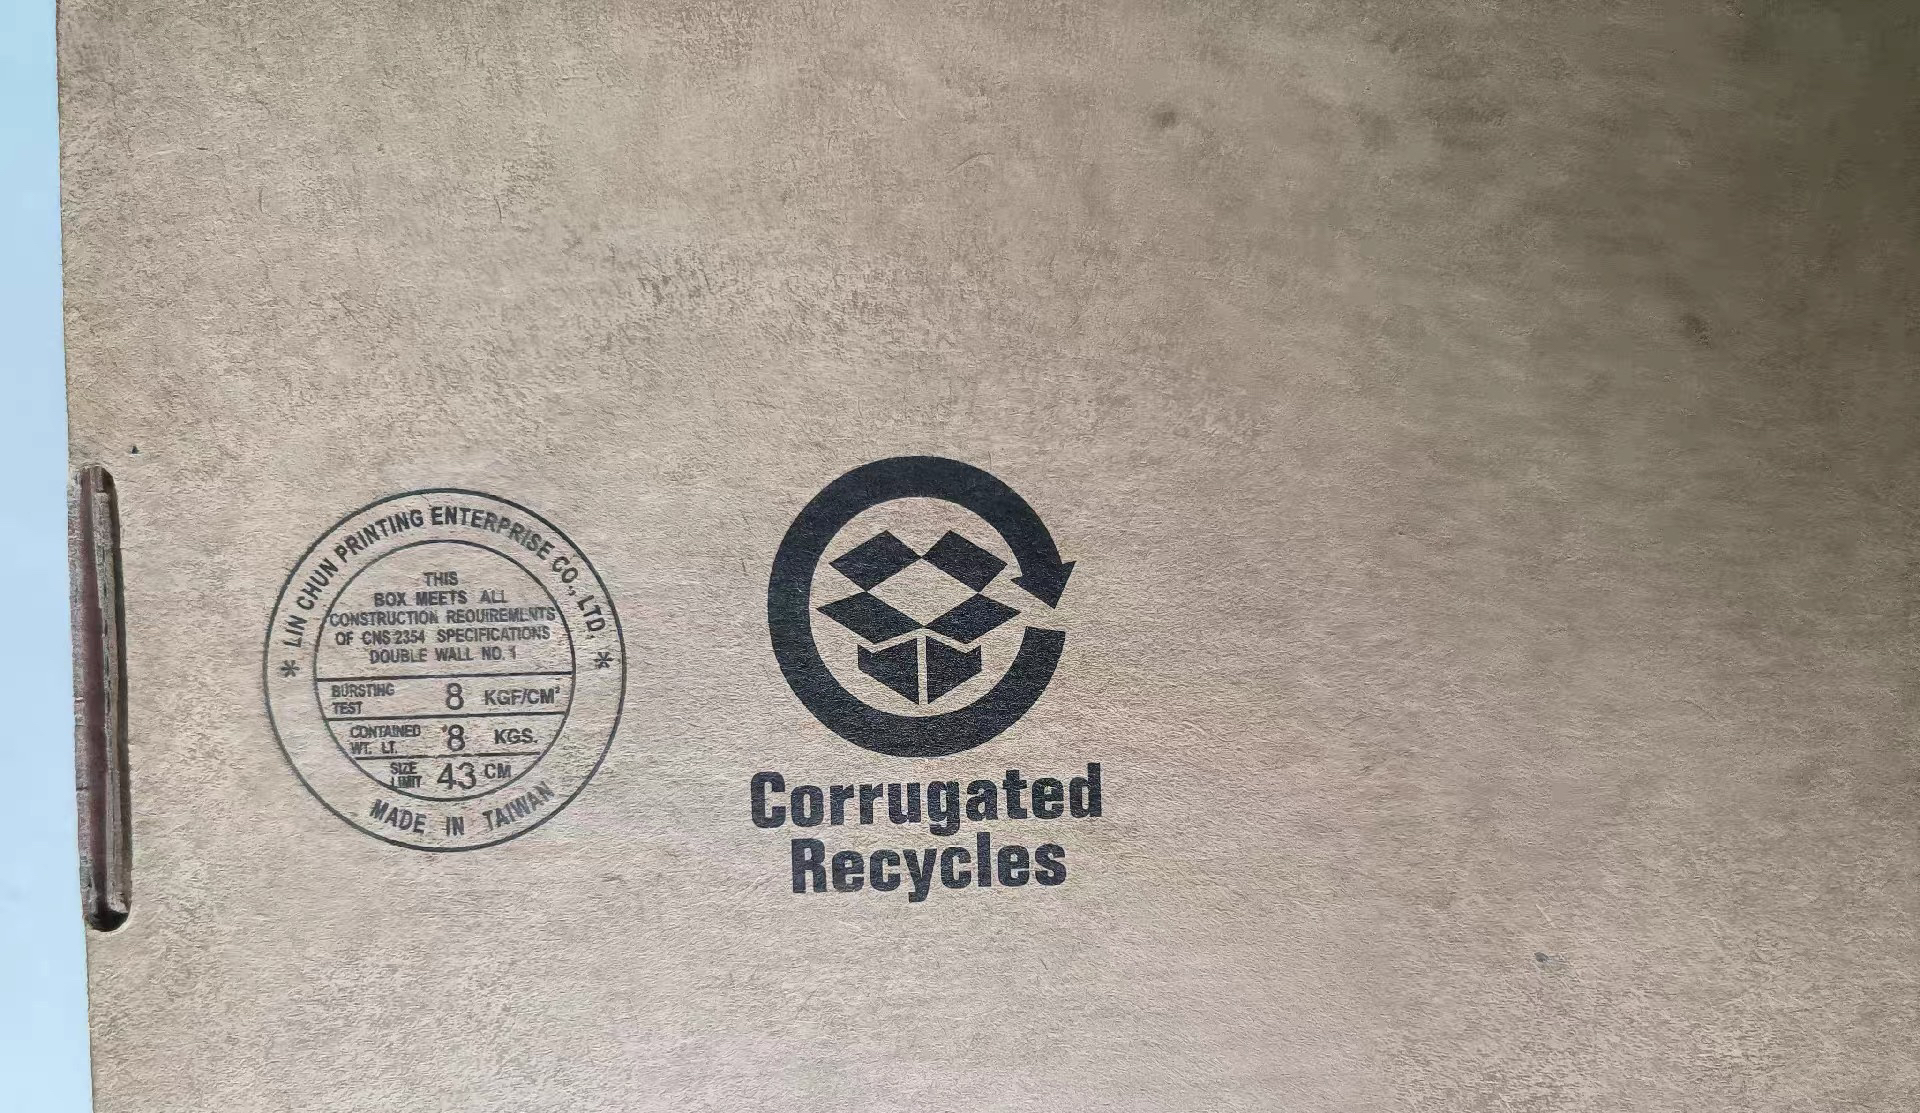 * LIN CHUN PRINTING ENTERPRISE CO., LTD. *
THIS
BOX MEETS ALL
CONSTRUCTION REQUIREMENTS
OF CNS 2354 SPECIFICATIONS
DOUBLE WALL NO. 1
BURSTING TEST 8 KGF/CM²
CONTAINED WT. LT. 8 KGS.
SIZE LIMIT 43 CM
MADE IN TAIWAN
Corrugated
Recycles